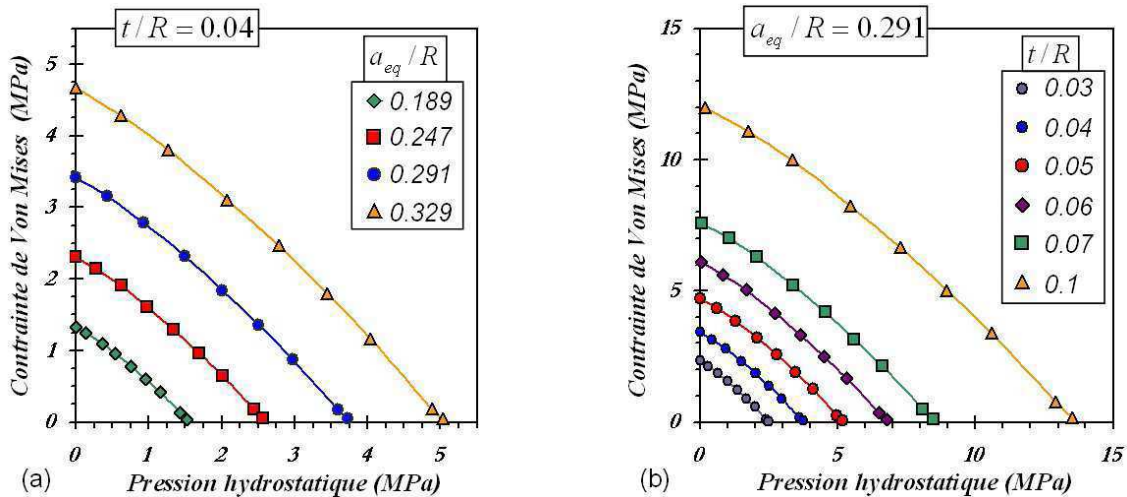 t/R = 0.04
a_eq/R
0.189
0.247
0.291
0.329
Contrainte de Von Mises (MPa)
5
4
3
2
1
0
0 1 2 3 4 5
Pression hydrostatique (MPa)
(a)
a_eq/R = 0.291
t/R
0.03
0.04
0.05
0.06
0.07
0.1
Contrainte de Von Mises (MPa)
15
10
5
0
0 5 10 15
Pression hydrostatique (MPa)
(b)